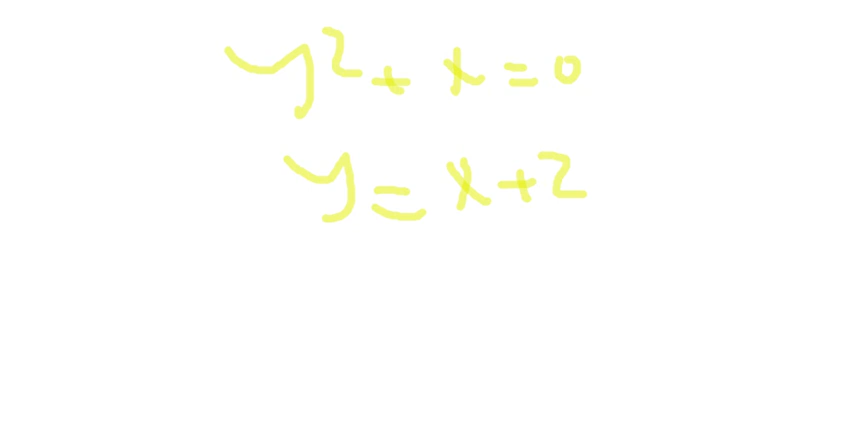 y² + x = 0
y = x + 2